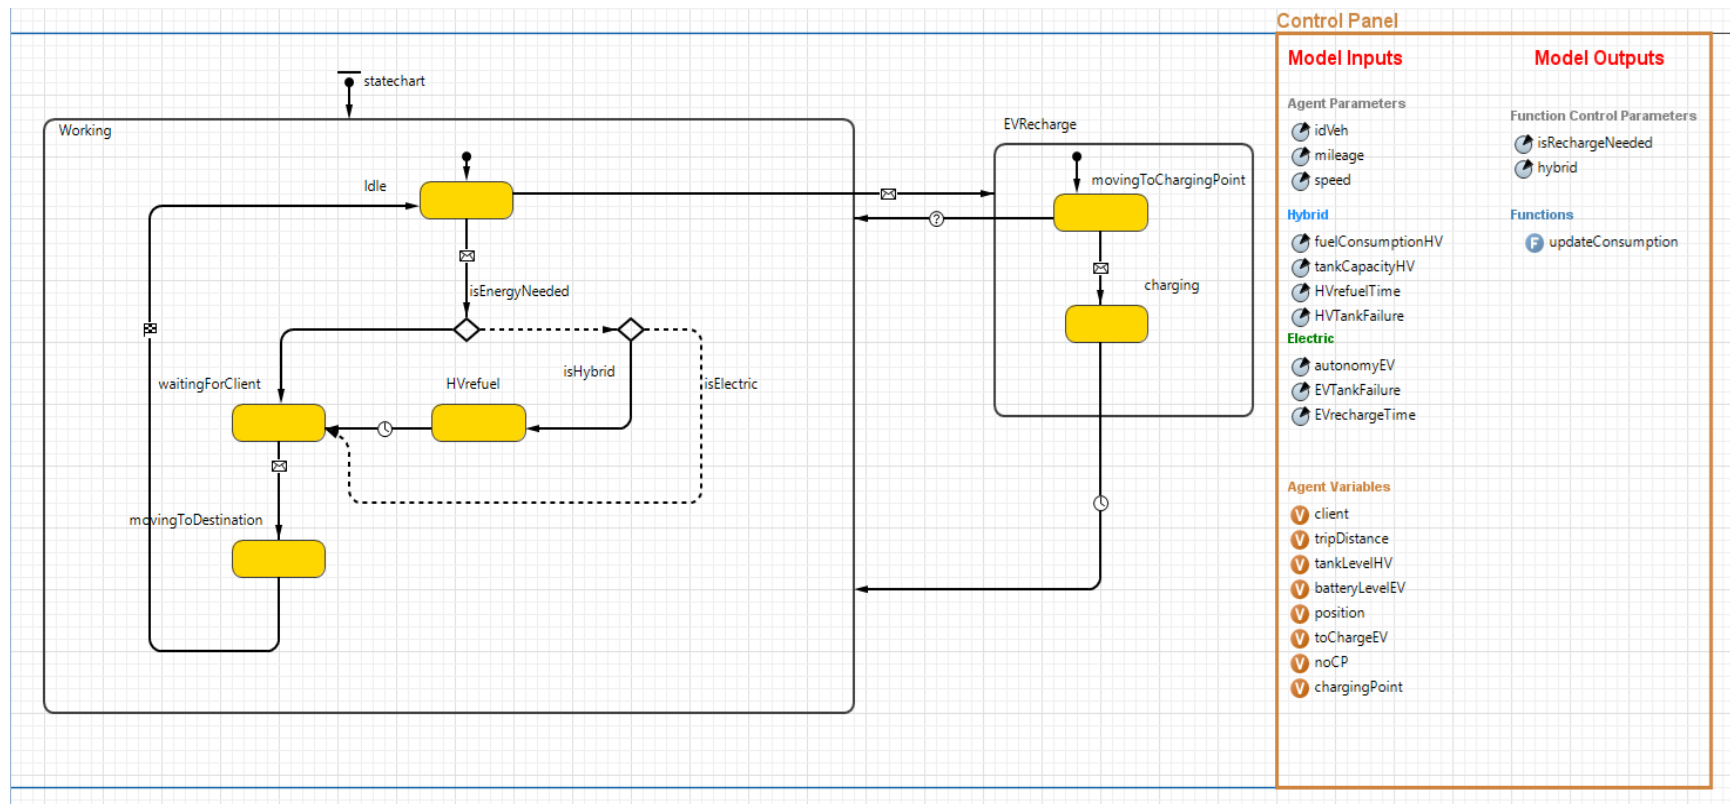 Control Panel
statechart
Working
Idle
isEnergyNeeded
isHybrid
isElectric
waitingForClient
HVrefuel
movingToDestination
EVRecharge
movingToChargingPoint
?
charging
Model Inputs
Agent Parameters
idVeh
mileage
speed
Hybrid
fuelConsumptionHV
tankCapacityHV
HVrefuelTime
HVTankFailure
Electric
autonomyEV
EVTankFailure
EVrechargeTime
Agent Variables
V client
V tripDistance
V tankLevelHV
V batteryLevelEV
V position
V toChargeEV
V noCP
V chargingPoint
Model Outputs
Function Control Parameters
isRechargeNeeded
hybrid
Functions
F updateConsumption